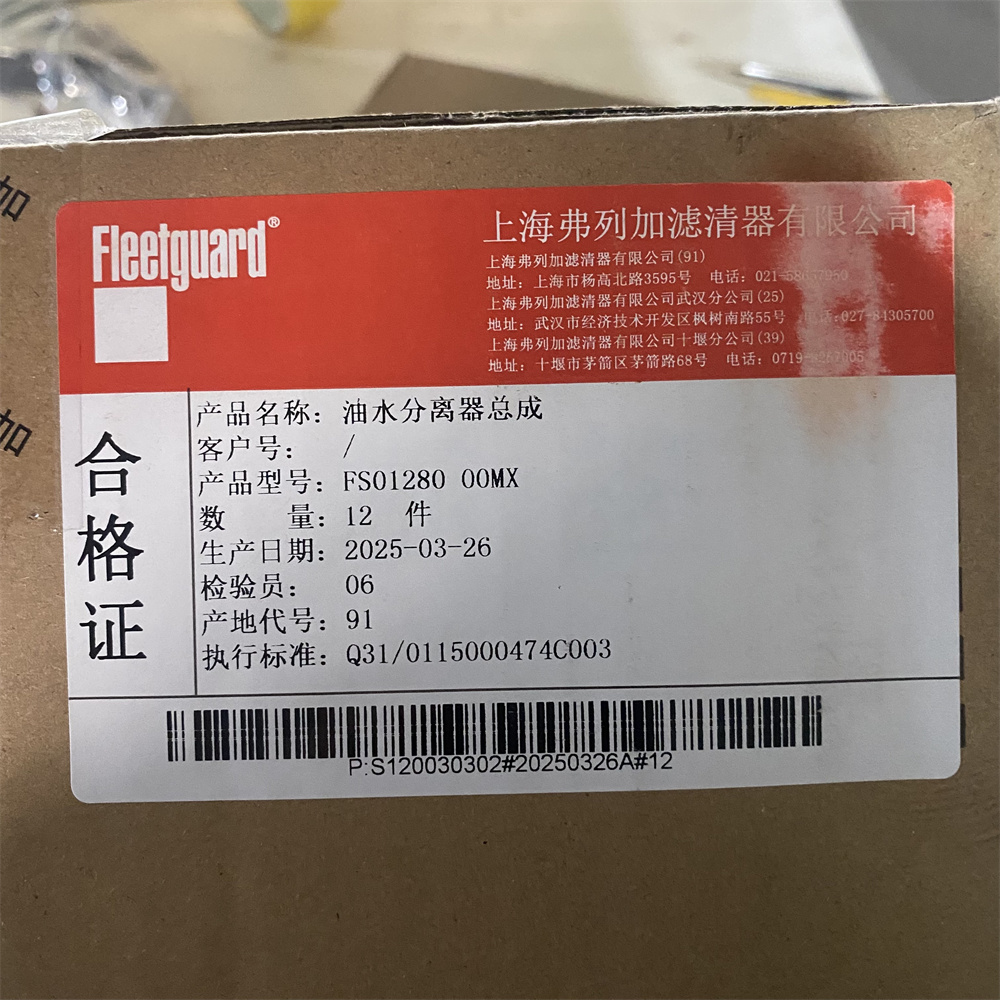 加
加
Fleetguard®
上海弗列加滤清器有限公司
上海弗列加滤清器有限公司(91)
地址：上海市杨高北路3595号 电话：
上海弗列加滤清器有限公司武汉分公司(25)
地址：武汉市经济技术开发区枫树南路55号 电话：027-84305700
上海弗列加滤清器有限公司十堰分公司(39)
地址：十堰市茅箭区茅箭路68号 电话：
合格证
产品名称：油水分离器总成
客户号： /
产品型号：FS01280 00MX
数 量：12 件
生产日期：2025-03-26
检验员： 06
产地代号：91
执行标准：Q31/0115000474C003
P:S120030302#20250326A#12